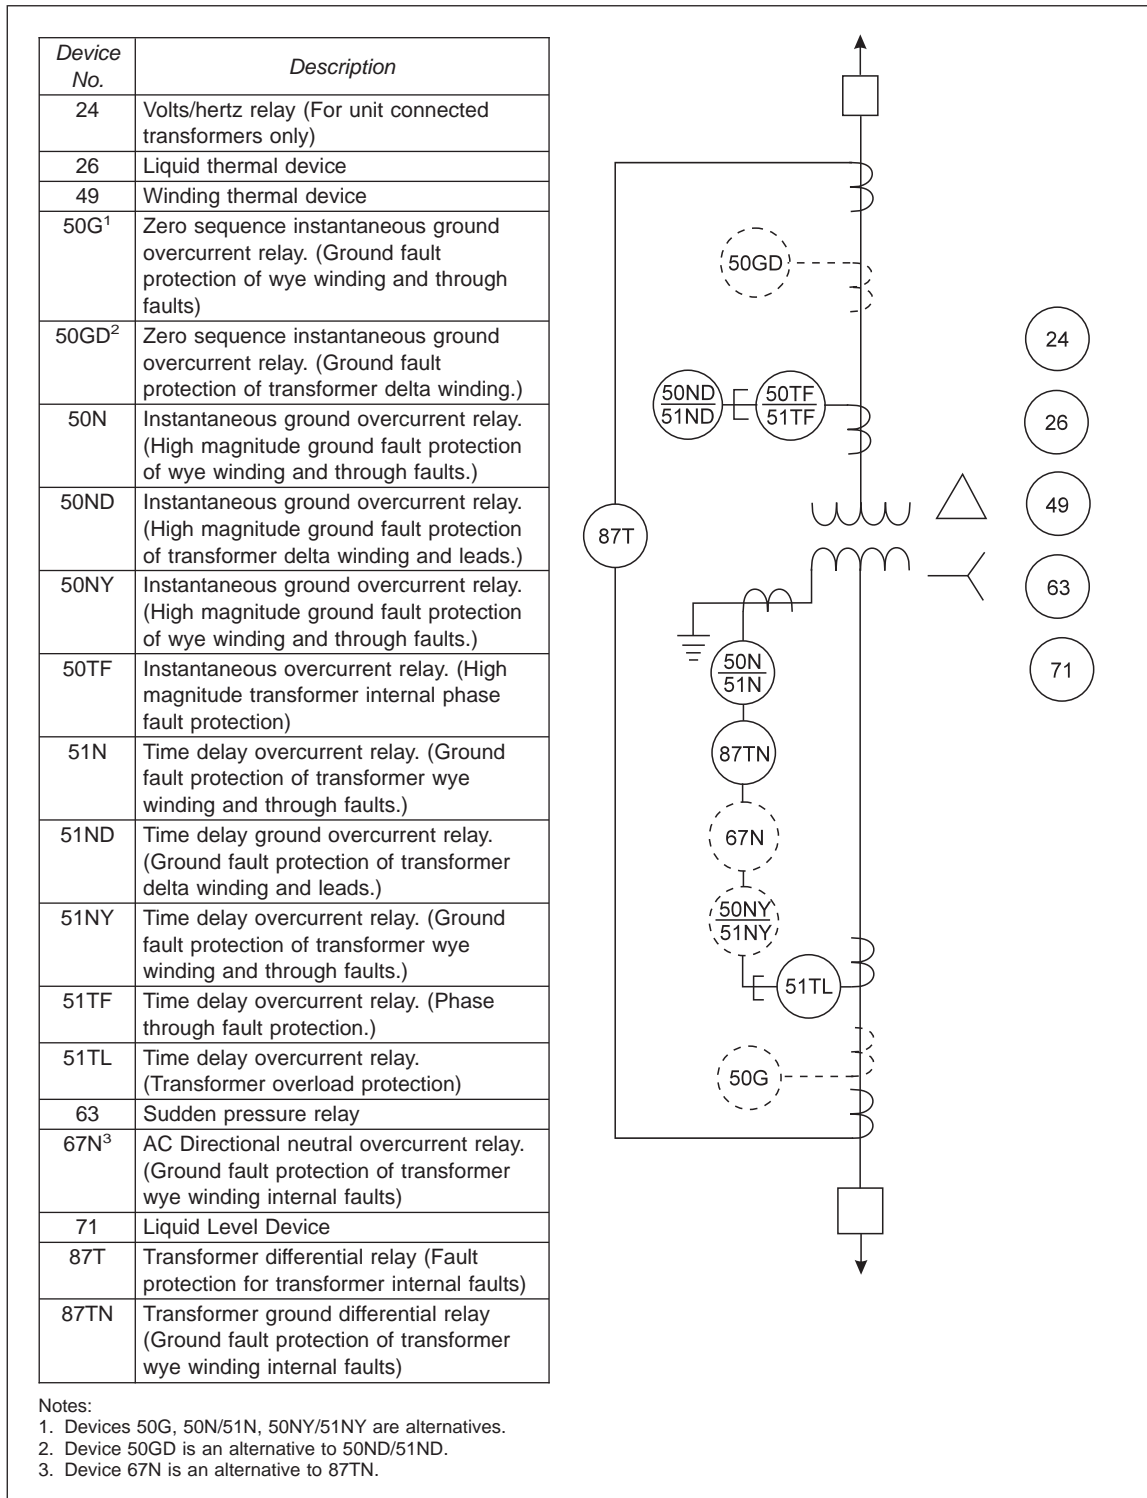 Device No.
Description
24
Volts/hertz relay (For unit connected
transformers only)
26
Liquid thermal device
49
Winding thermal device
50G1
Zero sequence instantaneous ground
overcurrent relay. (Ground fault
protection of wye winding and through
faults)
50GD2
Zero sequence instantaneous ground
overcurrent relay. (Ground fault
protection of transformer delta winding.)
50N
Instantaneous ground overcurrent relay.
(High magnitude ground fault protection
of wye winding and through faults.)
50ND
Instantaneous ground overcurrent relay.
(High magnitude ground fault protection
of transformer delta winding and leads.)
50NY
Instantaneous ground overcurrent relay.
(High magnitude ground fault protection
of wye winding and through faults.)
50TF
Instantaneous overcurrent relay. (High
magnitude transformer internal phase
fault protection)
51N
Time delay overcurrent relay. (Ground
fault protection of transformer wye
winding and through faults.)
51ND
Time delay ground overcurrent relay.
(Ground fault protection of transformer
delta winding and leads.)
51NY
Time delay overcurrent relay. (Ground
fault protection of transformer wye
winding and through faults.)
51TF
Time delay overcurrent relay. (Phase
through fault protection.)
51TL
Time delay overcurrent relay.
(Transformer overload protection)
63
Sudden pressure relay
67N3
AC Directional neutral overcurrent relay.
(Ground fault protection of transformer
wye winding internal faults)
71
Liquid Level Device
87T
Transformer differential relay (Fault
protection for transformer internal faults)
87TN
Transformer ground differential relay
(Ground fault protection of transformer
wye winding internal faults)
Notes:
1. Devices 50G, 50N/51N, 50NY/51NY are alternatives.
2. Device 50GD is an alternative to 50ND/51ND.
3. Device 67N is an alternative to 87TN.
50GD
50ND
51ND
50TF
51TF
87T
50N
51N
87TN
67N
50NY
51NY
51TL
50G
24
26
49
63
71